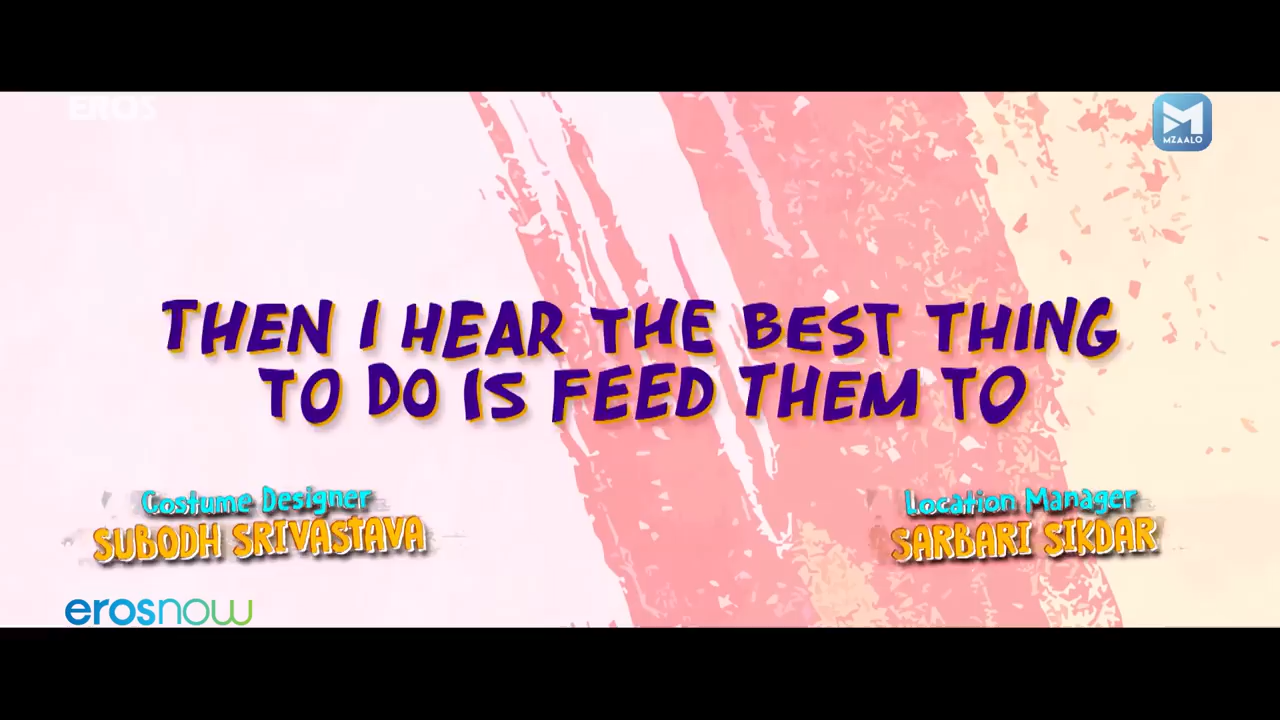 EROS
MZAALO
THEN I HEAR THE BEST THING
TO DO IS FEED THEM TO
Costume Designer
SUBODH SRIVASTAVA
Location Manager
SARBARI SIKDAR
erosnow